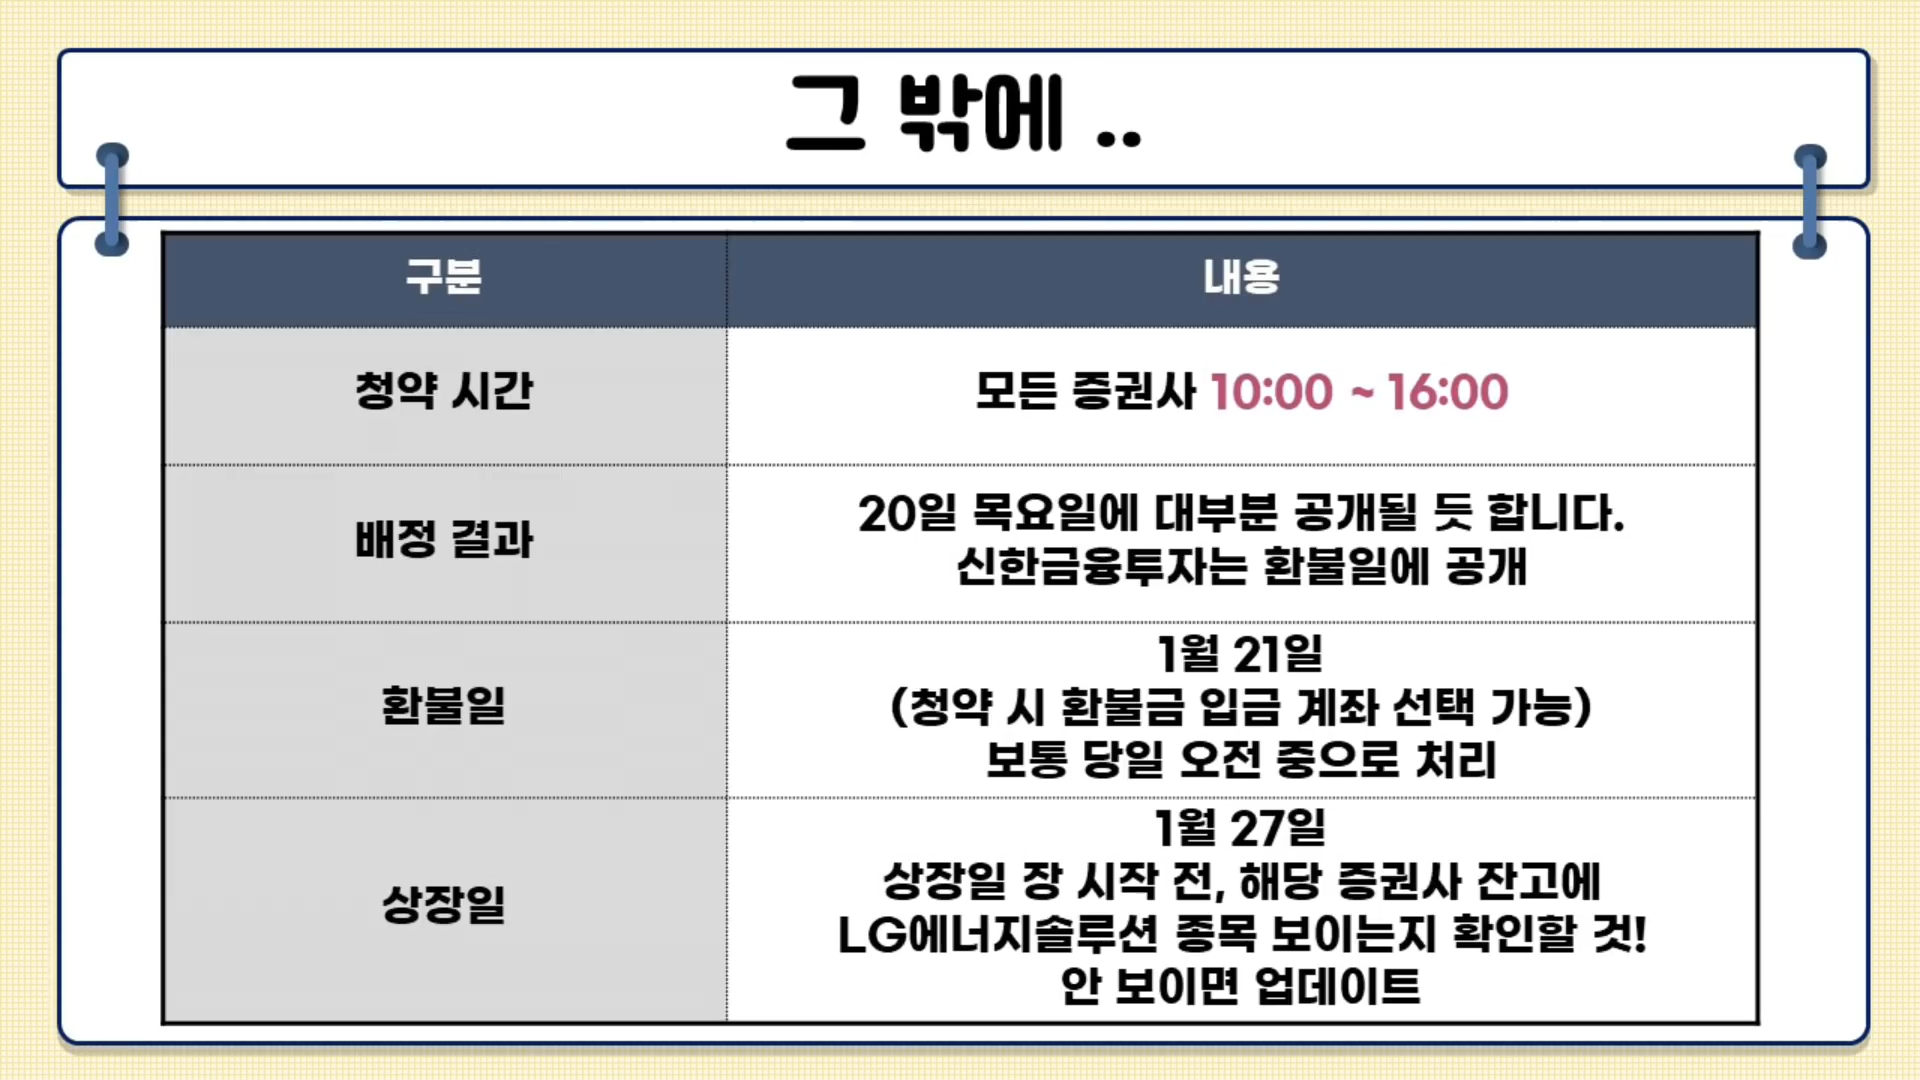 그 밖에 ..
구분
내용
청약 시간
모든 증권사 10:00 ~ 16:00
배정 결과
20일 목요일에 대부분 공개될 듯 합니다.
신한금융투자는 환불일에 공개
환불일
1월 21일
(청약 시 환불금 입금 계좌 선택 가능)
보통 당일 오전 중으로 처리
상장일
1월 27일
상장일 장 시작 전, 해당 증권사 잔고에
LG에너지솔루션 종목 보이는지 확인할 것!
안 보이면 업데이트